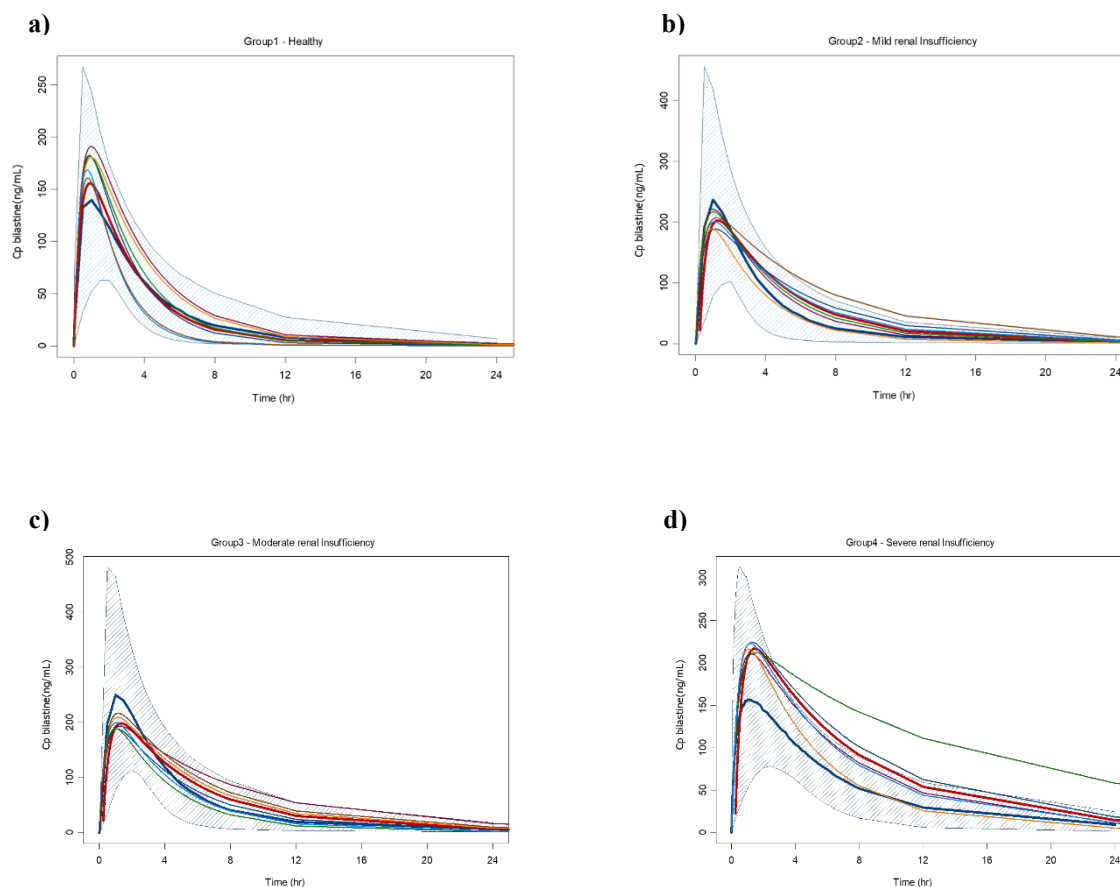 a)
Group1 - Healthy
Cp bilastine(ng/mL)
250
200
150
100
50
0
0 4 8 12 16 20 24
Time (hr)
b)
Group2 - Mild renal Insufficiency
Cp bilastine(ng/mL)
400
300
200
100
0
0 4 8 12 16 20 24
Time (hr)
c)
Group3 - Moderate renal Insufficiency
Cp bilastine(ng/mL)
500
400
300
200
100
0
0 4 8 12 16 20 24
Time (hr)
d)
Group4 - Severe renal Insufficiency
Cp bilastine(ng/mL)
300
250
200
150
100
50
0
0 4 8 12 16 20 24
Time (hr)